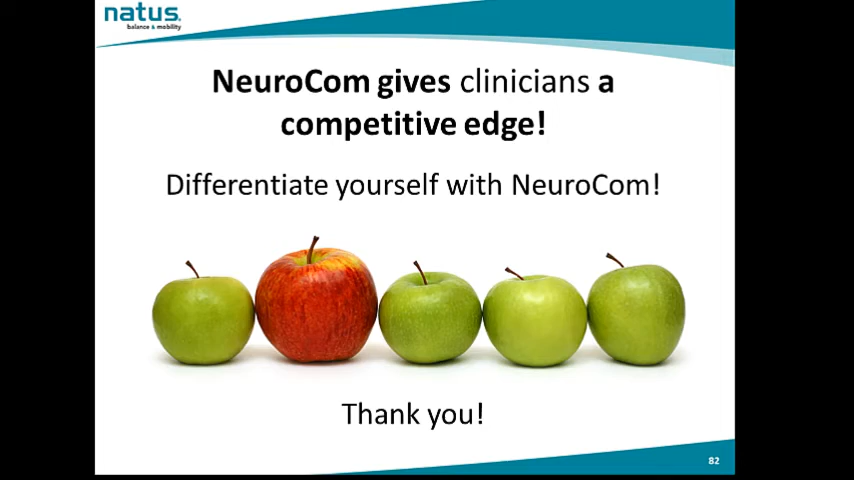 natus.
balance & mobility
NeuroCom gives clinicians a
competitive edge!
Differentiate yourself with NeuroCom!
Thank you!
82